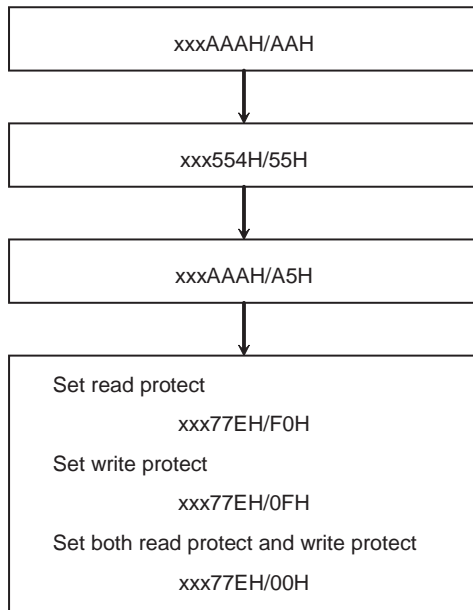 xxxAAAH/AAH
xxx554H/55H
xxxAAAH/A5H
Set read protect
xxx77EH/F0H
Set write protect
xxx77EH/0FH
Set both read protect and write protect
xxx77EH/00H